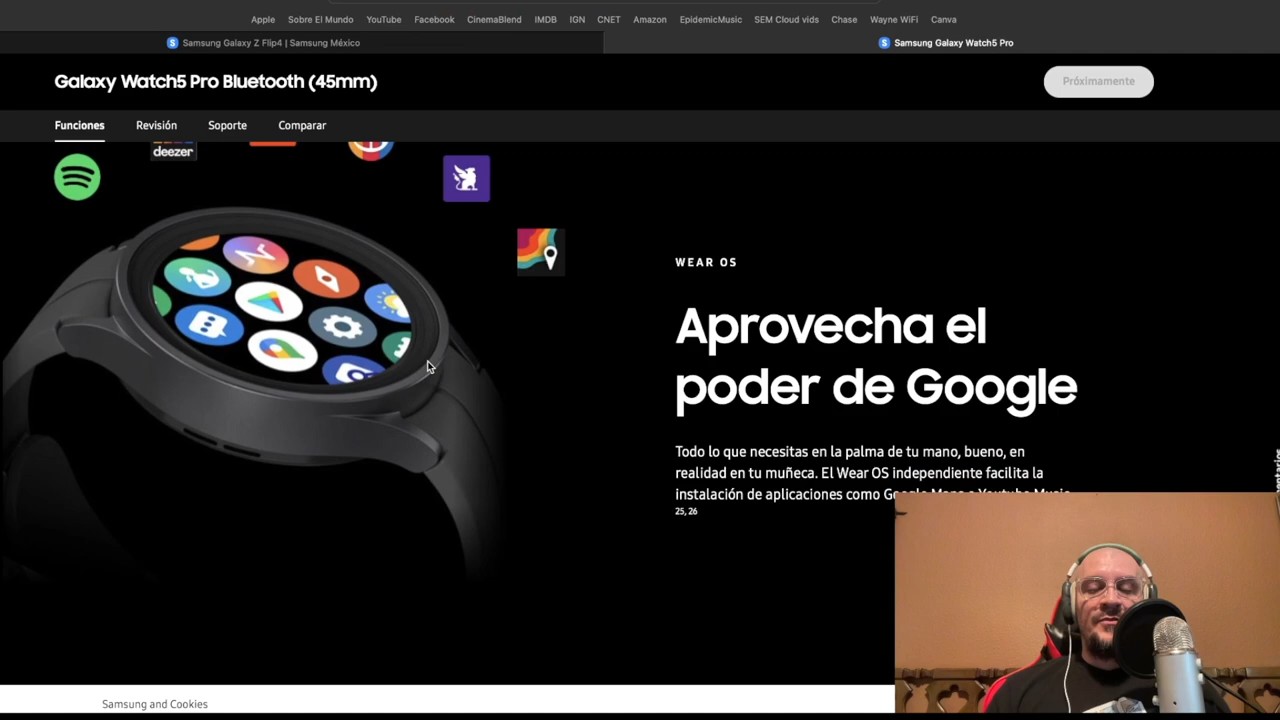 Apple Sobre El Mundo YouTube Facebook CinemaBlend IMDB IGN CNET Amazon EpidemicMusic SEM Cloud vids Chase Wayne WiFi Canva
Samsung Galaxy Z Flip4 | Samsung México
Samsung Galaxy Watch5 Pro
Galaxy Watch5 Pro Bluetooth (45mm)
Próximamente
Funciones Revisión Soporte Comparar
deezer
WEAR OS
Aprovecha el
poder de Google
Todo lo que necesitas en la palma de tu mano, bueno, en
realidad en tu muñeca. El Wear OS independiente facilita la
instalación de aplicaciones como Google Maps o Youtube Music.
25, 26
Samsung and Cookies